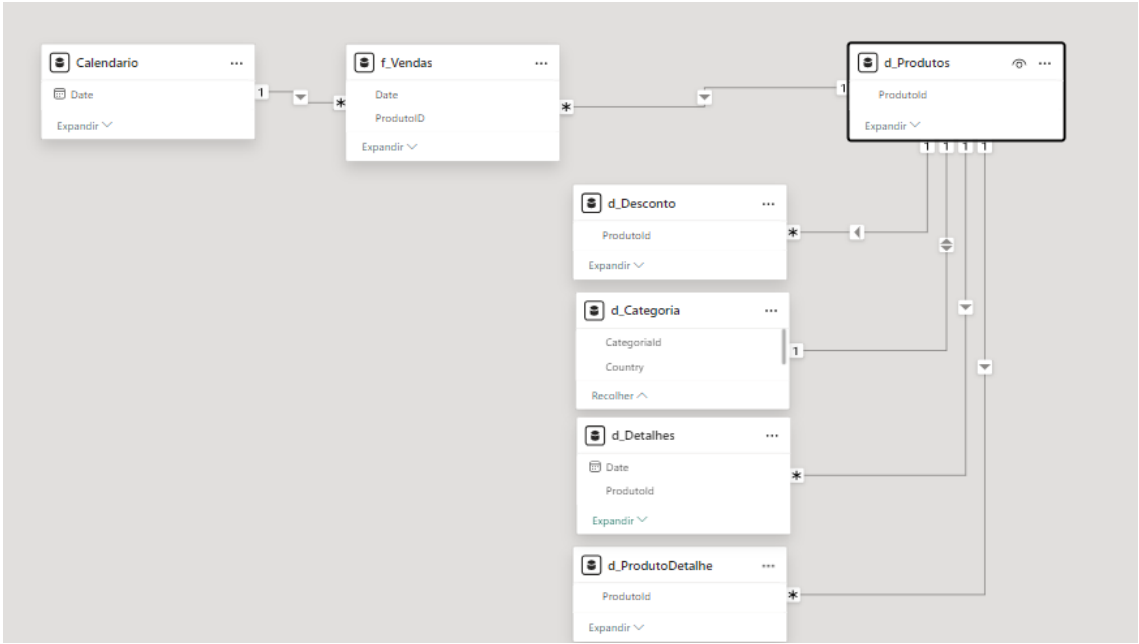 Calendario
Date
Expandir
1
*
f_Vendas
Date
ProdutoID
Expandir
*
1
d_Produtos
ProdutoId
Expandir
1 1 1 1
d_Desconto
ProdutoId
Expandir
*
d_Categoria
CategoriaId
Country
Recolher
1
d_Detalhes
Date
ProdutoId
Expandir
*
d_ProdutoDetalhe
ProdutoId
Expandir
*